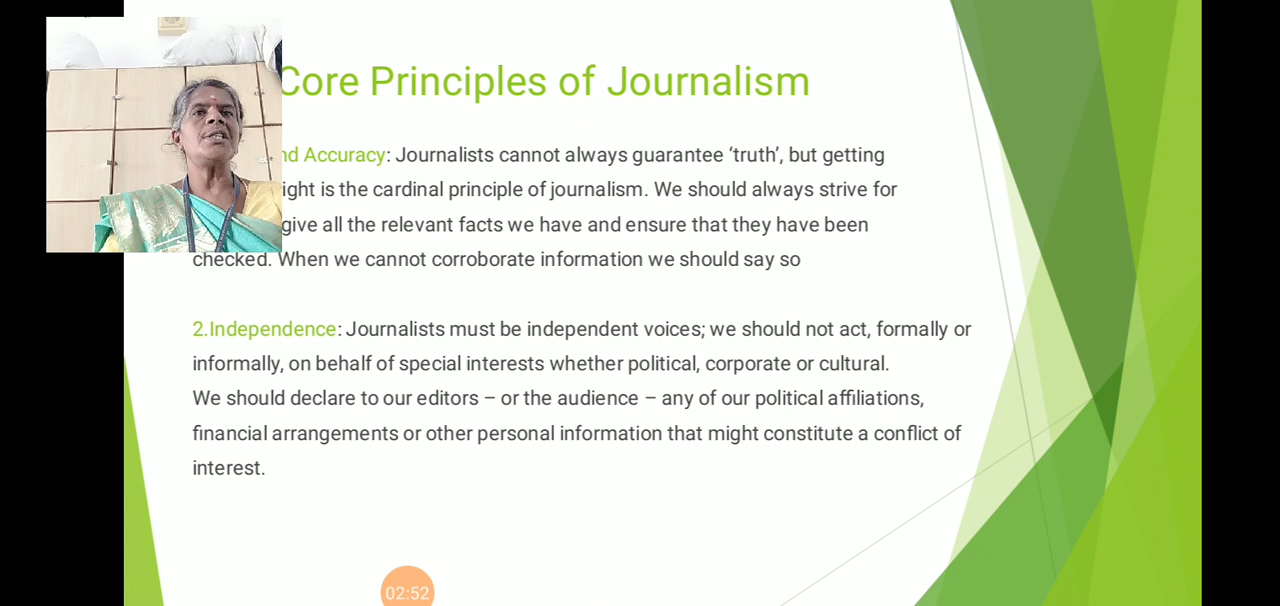 Core Principles of Journalism
nd Accuracy: Journalists cannot always guarantee ‘truth’, but getting
ight is the cardinal principle of journalism. We should always strive for
give all the relevant facts we have and ensure that they have been
checked. When we cannot corroborate information we should say so
2.Independence: Journalists must be independent voices; we should not act, formally or
informally, on behalf of special interests whether political, corporate or cultural.
We should declare to our editors – or the audience – any of our political affiliations,
financial arrangements or other personal information that might constitute a conflict of
interest.
02:52